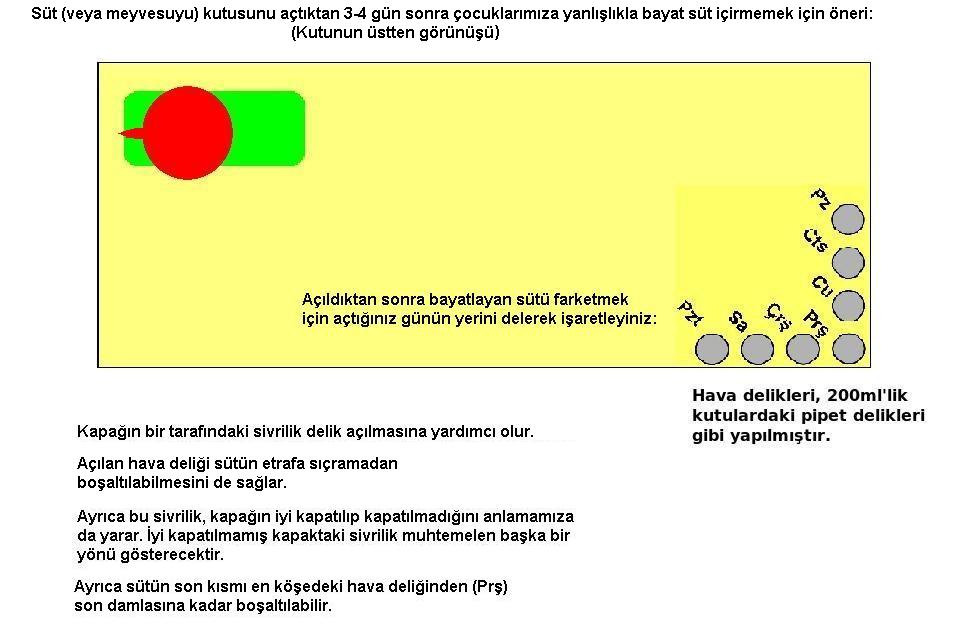 Süt (veya meyvesuyu) kutusunu açtıktan 3-4 gün sonra çocuklarımıza yanlışlıkla bayat süt içirmemek için öneri:
(Kutunun üstten görünüşü)
Pz
Cts
Cu
Açıldıktan sonra bayatlayan sütü farketmek
için açtığınız günün yerini delerek işaretleyiniz:
Pzt Sa Çrş Prş
Hava delikleri, 200ml'lik
kutulardaki pipet delikleri
gibi yapılmıştır.
Kapağın bir tarafındaki sivrilik delik açılmasına yardımcı olur.
Açılan hava deliği sütün etrafa sıçramadan
boşaltılabilmesini de sağlar.
Ayrıca bu sivrilik, kapağın iyi kapatılıp kapatılmadığını anlamamıza
da yarar. İyi kapatılmamış kapaktaki sivrilik muhtemelen başka bir
yönü gösterecektir.
Ayrıca sütün son kısmı en köşedeki hava deliğinden (Prş)
son damlasına kadar boşaltılabilir.